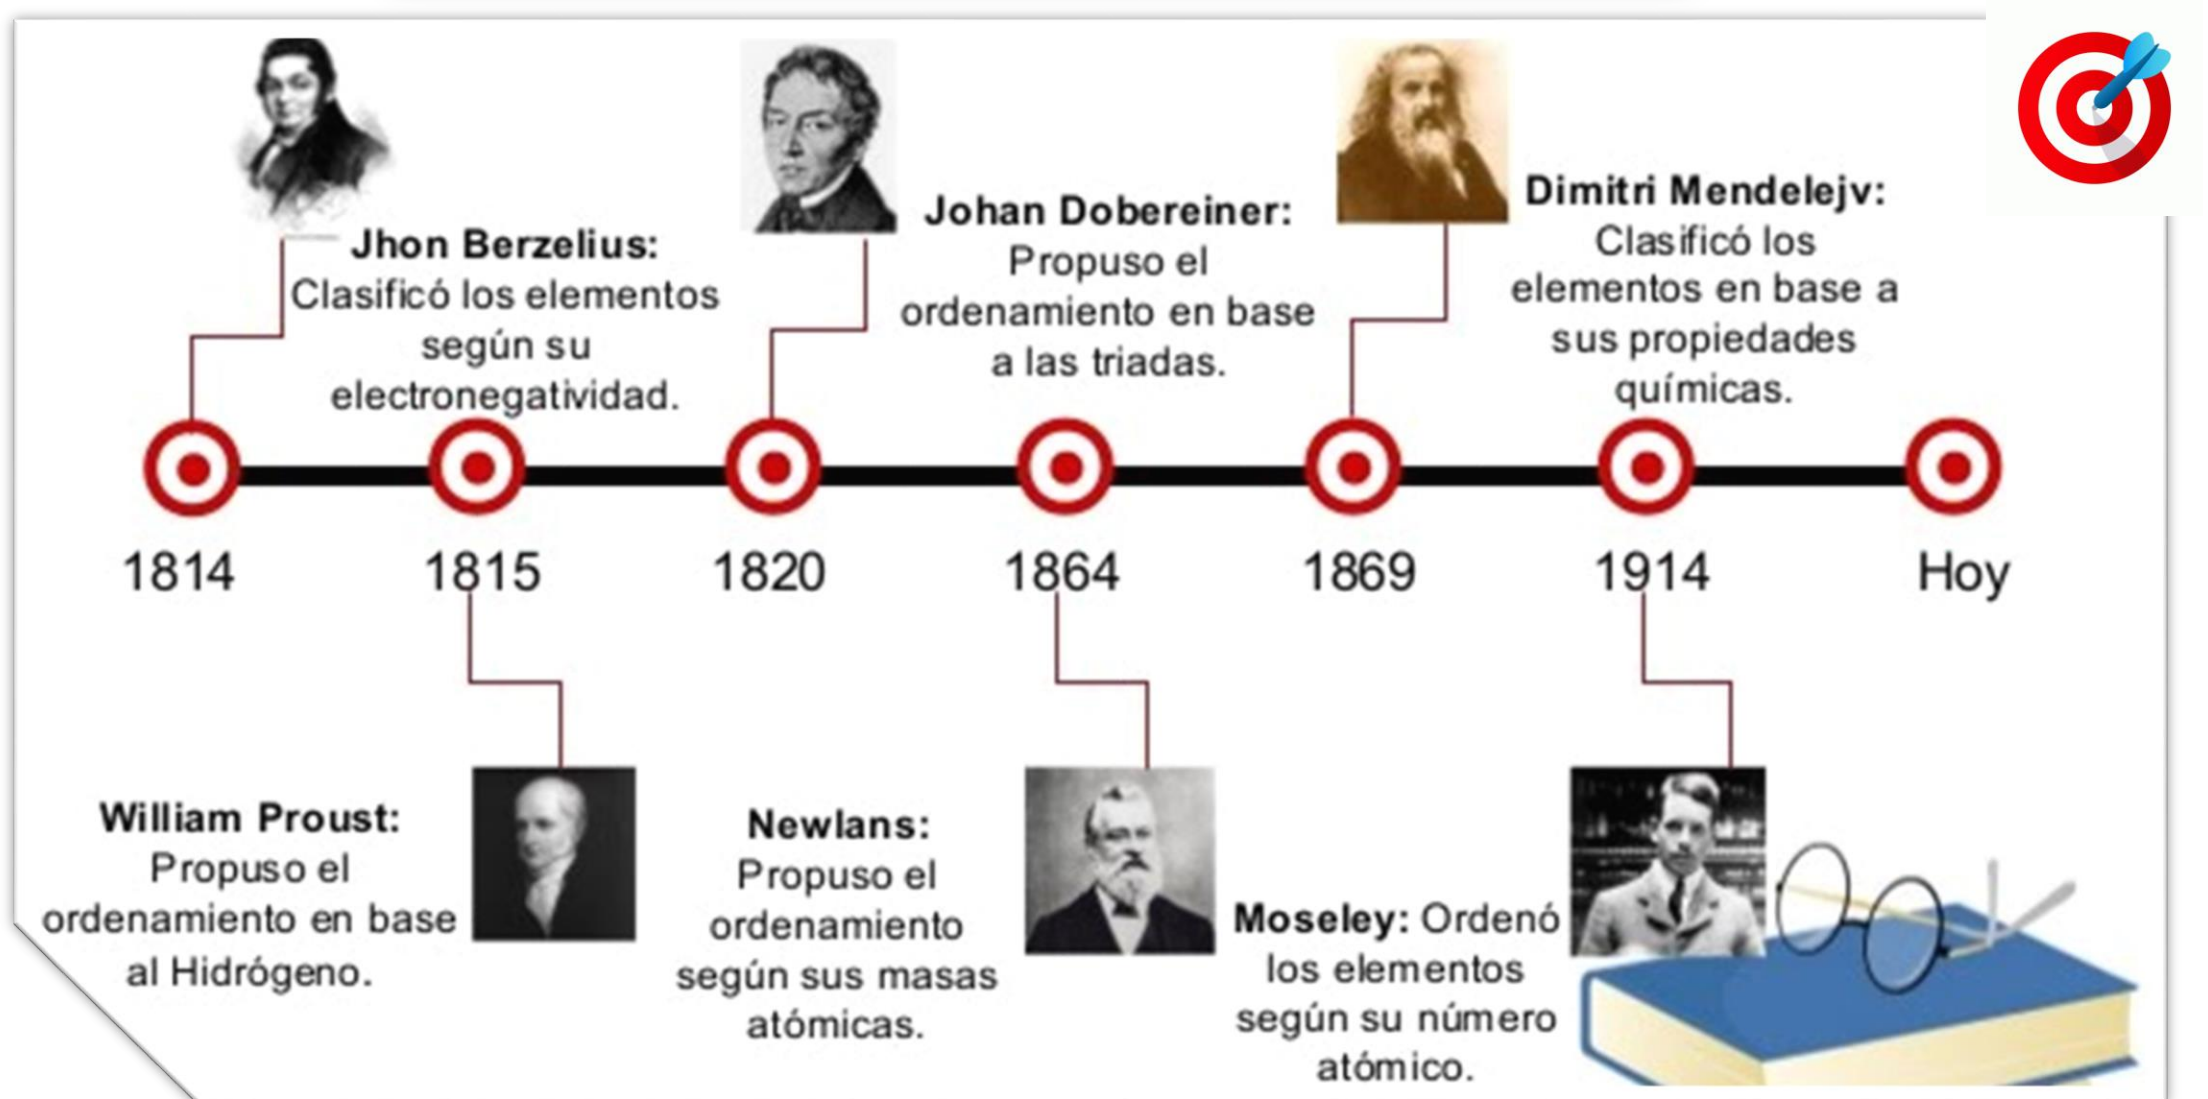 Jhon Berzelius:
Clasificó los elementos
según su
electronegatividad.
Johan Dobereiner:
Propuso el
ordenamiento en base
a las triadas.
Dimitri Mendelejv:
Clasificó los
elementos en base a
sus propiedades
químicas.
1814
1815
1820
1864
1869
1914
Hoy
William Proust:
Propuso el
ordenamiento en base
al Hidrógeno.
Newlans:
Propuso el
ordenamiento
según sus masas
atómicas.
Moseley: Ordenó
los elementos
según su número
atómico.